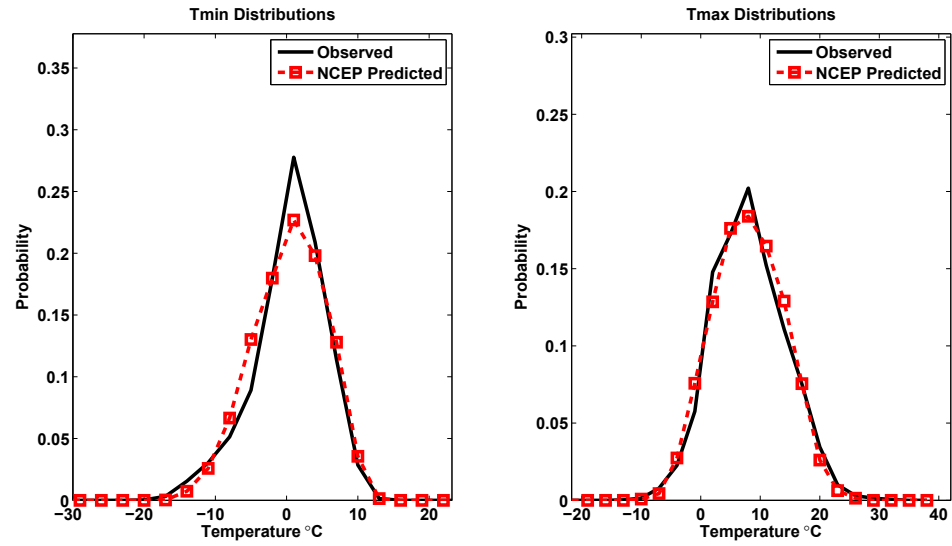 Tmin Distributions
Observed
NCEP Predicted
0.35
0.3
0.25
0.2
0.15
0.1
0.05
0
Probability
−30 −20 −10 0 10 20
Temperature °C
Tmax Distributions
Observed
NCEP Predicted
0.3
0.25
0.2
0.15
0.1
0.05
0
Probability
−20 −10 0 10 20 30 40
Temperature °C